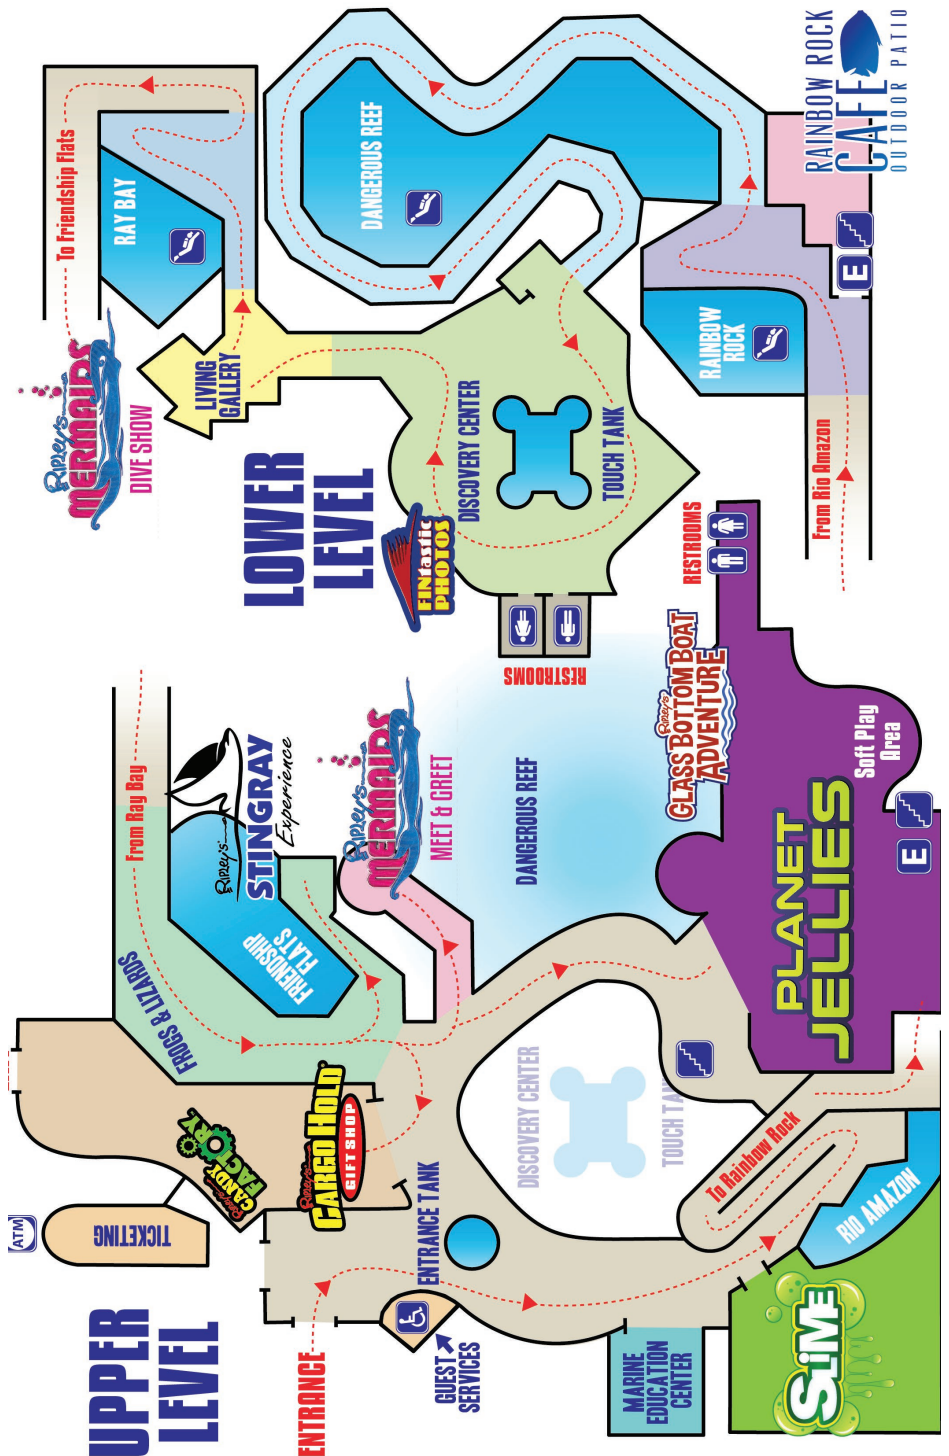 UPPER
LEVEL
ATM
TICKETING
Ripley's
CANDY
FACTORY
Ripley's
CARGO HOLD
GIFT SHOP
ENTRANCE
ENTRANCE TANK
GUEST
SERVICES
MARINE
EDUCATION
CENTER
SLiME
RIO AMAZON
To Rainbow Rock
DISCOVERY CENTER
TOUCH TAN
FROGS & LIZARDS
FRIENDSHIP
FLATS
From Ray Bay
Ripley's
STINGRAY
Experience
Ripley's
MERMAIDS
MEET & GREET
DANGEROUS REEF
PLANET
JELLIES
E
Soft Play
Area
Ripley's
GLASS BOTTOM BOAT
ADVENTURE
RESTROOMS
LOWER
LEVEL
Ripley's
MERMAIDS
DIVE SHOW
To Friendship Flats
RAY BAY
LIVING
GALLERY
FINtastic
PHOTOS
RESTROOMS
DISCOVERY CENTER
TOUCH TANK
DANGEROUS REEF
RAINBOW
ROCK
From Rio Amazon
E
RAINBOW ROCK
CAFE
OUTDOOR PATIO